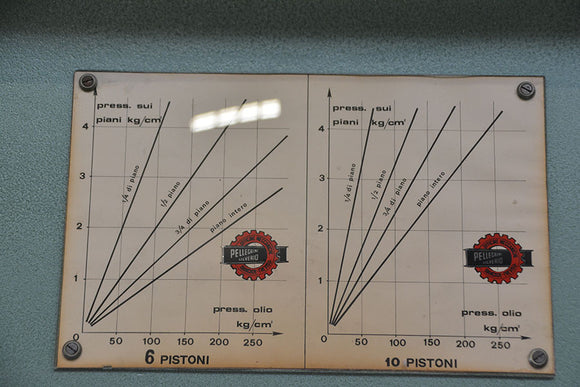 press. sui
piani kg/cm²
4
3
2
1
0
1/4 di piano
1/2 piano
3/4 di piano
piano intero
PELLEGRINI
SILVERIO
press. olio
kg/cm²
50 100 150 200 250
6 PISTONI
press. sui
piani kg/cm²
4
3
2
1
0
1/4 di piano
1/2 piano
3/4 di piano
piano intero
PELLEGRINI
SILVERIO
press. olio
kg/cm²
50 100 150 200 250
10 PISTONI